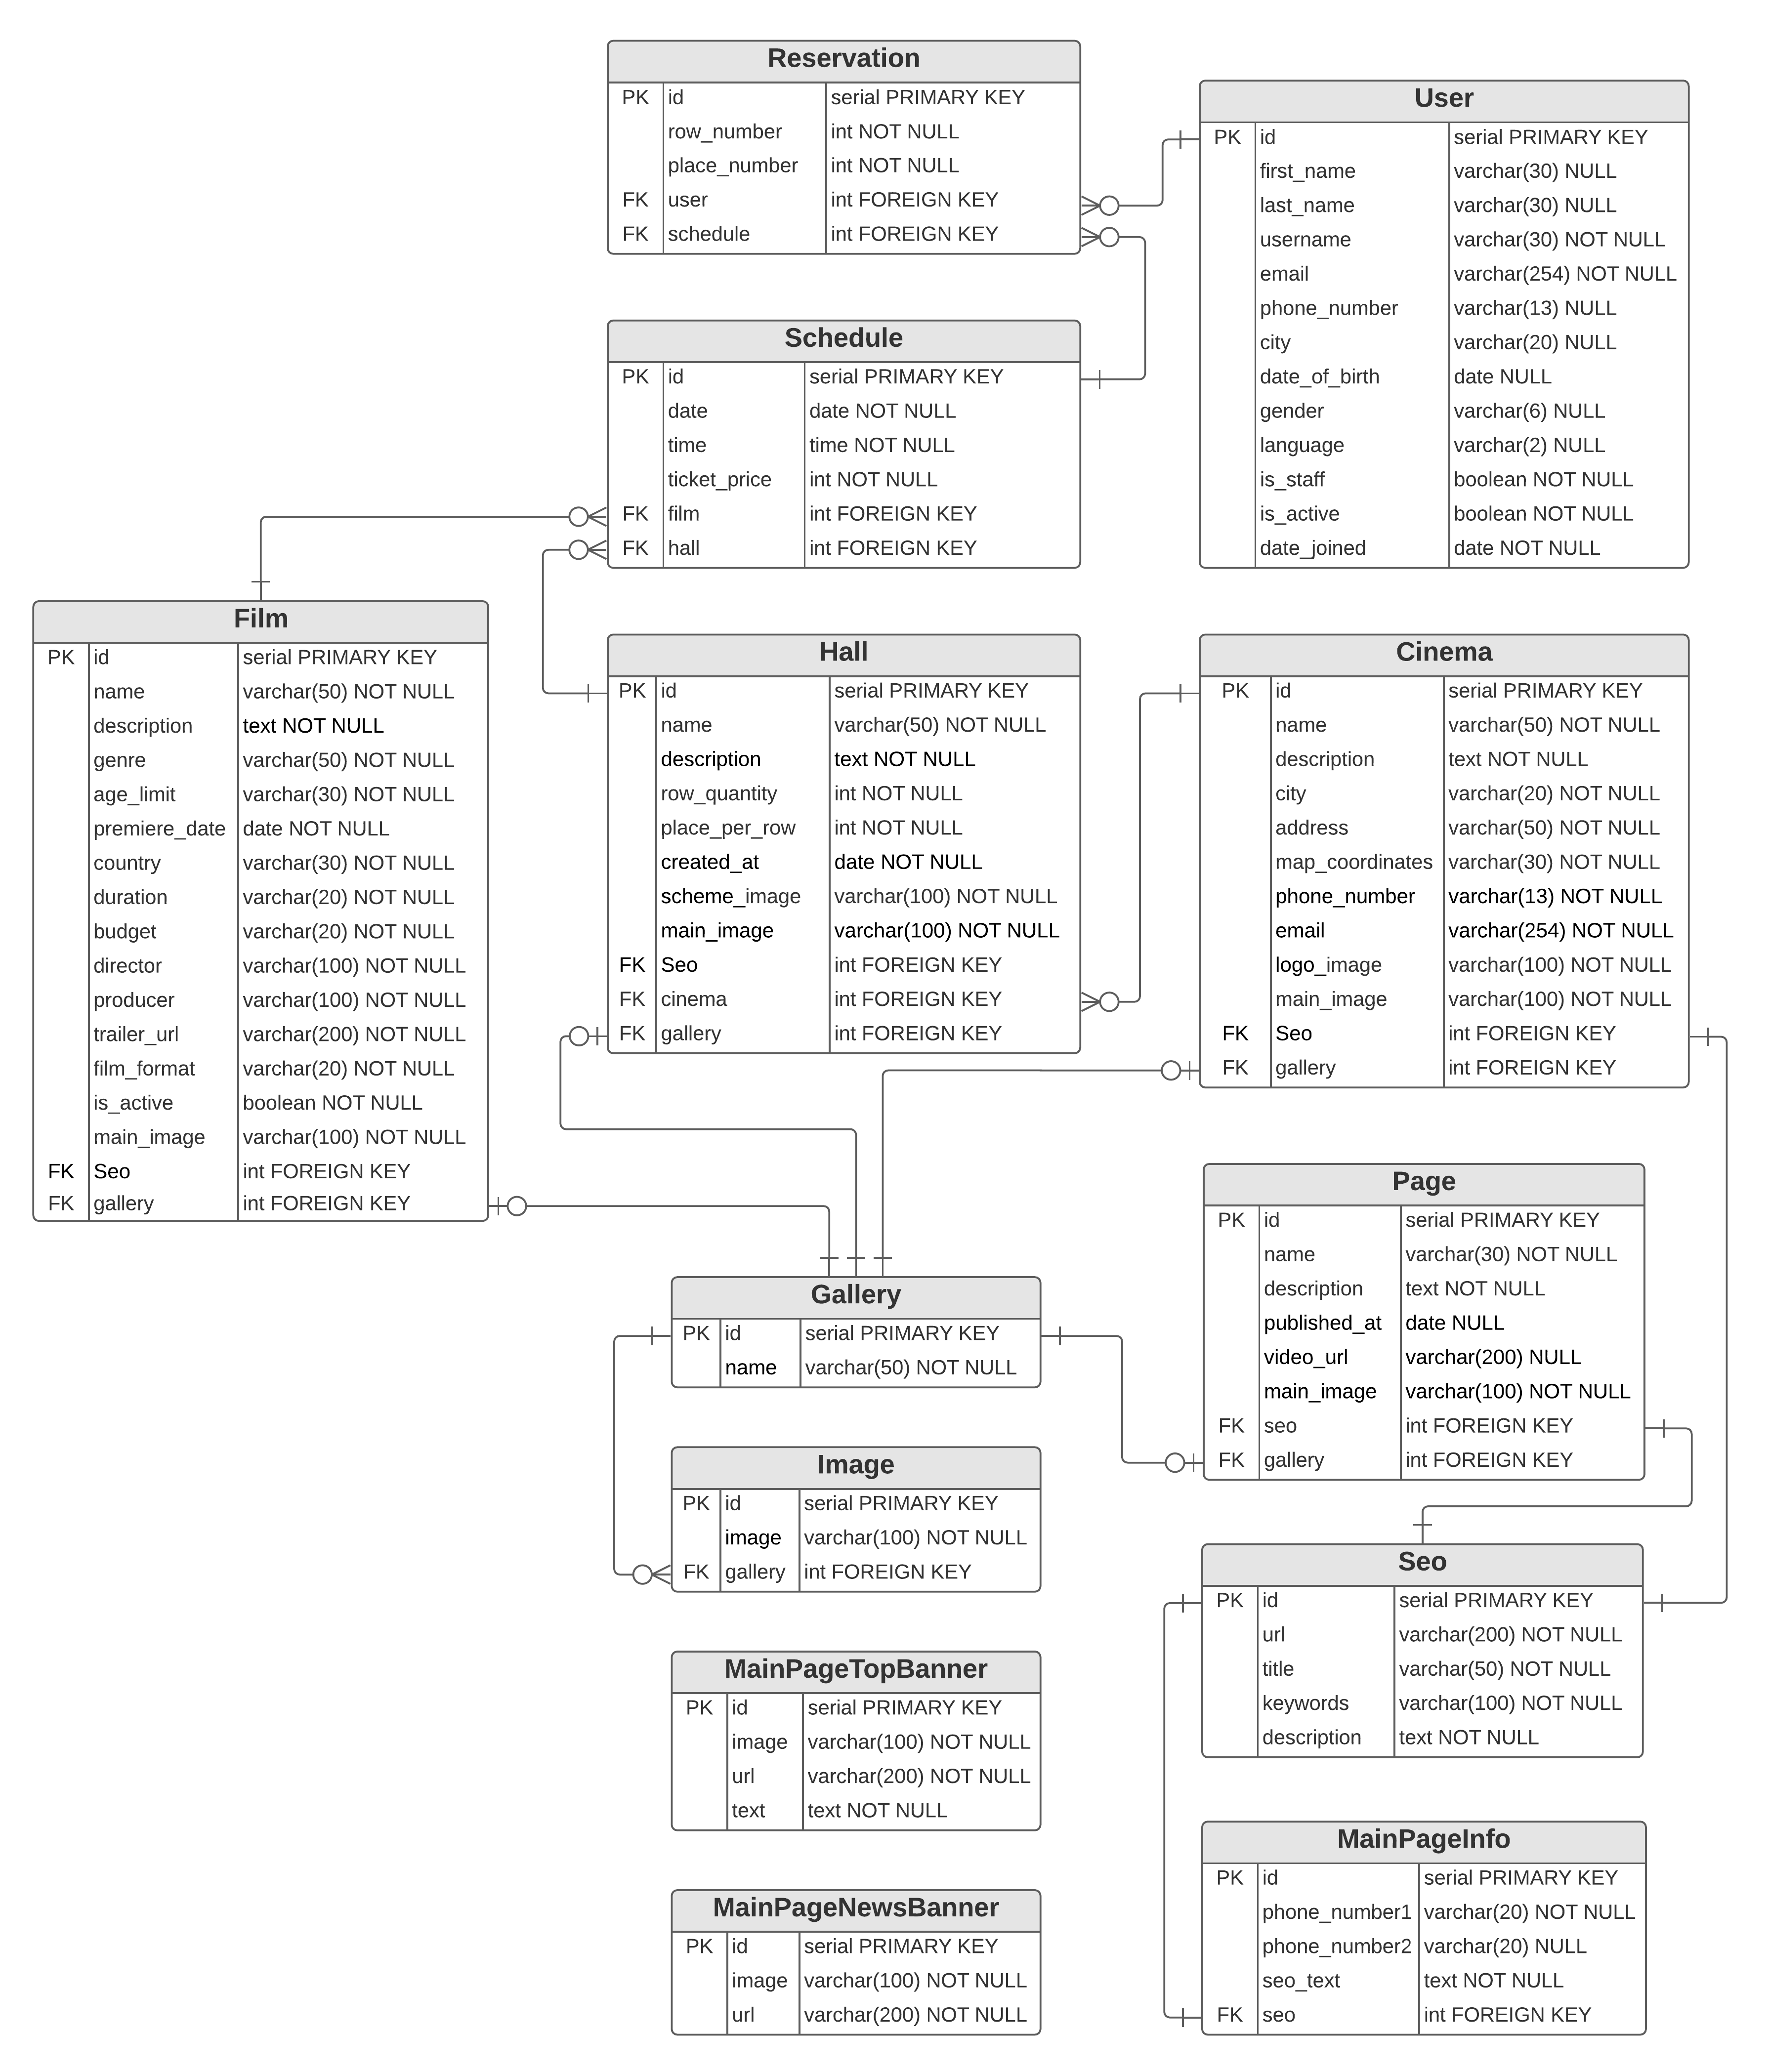 Reservation
PK id serial PRIMARY KEY
row_number int NOT NULL
place_number int NOT NULL
FK user int FOREIGN KEY
FK schedule int FOREIGN KEY
User
PK id serial PRIMARY KEY
first_name varchar(30) NULL
last_name varchar(30) NULL
username varchar(30) NOT NULL
email varchar(254) NOT NULL
phone_number varchar(13) NULL
city varchar(20) NULL
date_of_birth date NULL
gender varchar(6) NULL
language varchar(2) NULL
is_staff boolean NOT NULL
is_active boolean NOT NULL
date_joined date NOT NULL
Schedule
PK id serial PRIMARY KEY
date date NOT NULL
time time NOT NULL
ticket_price int NOT NULL
FK film int FOREIGN KEY
FK hall int FOREIGN KEY
Film
PK id serial PRIMARY KEY
name varchar(50) NOT NULL
description text NOT NULL
genre varchar(50) NOT NULL
age_limit varchar(30) NOT NULL
premiere_date date NOT NULL
country varchar(30) NOT NULL
duration varchar(20) NOT NULL
budget varchar(20) NOT NULL
director varchar(100) NOT NULL
producer varchar(100) NOT NULL
trailer_url varchar(200) NOT NULL
film_format varchar(20) NOT NULL
is_active boolean NOT NULL
main_image varchar(100) NOT NULL
FK Seo int FOREIGN KEY
FK gallery int FOREIGN KEY
Hall
PK id serial PRIMARY KEY
name varchar(50) NOT NULL
description text NOT NULL
row_quantity int NOT NULL
place_per_row int NOT NULL
created_at date NOT NULL
scheme_image varchar(100) NOT NULL
main_image varchar(100) NOT NULL
FK Seo int FOREIGN KEY
FK cinema int FOREIGN KEY
FK gallery int FOREIGN KEY
Cinema
PK id serial PRIMARY KEY
name varchar(50) NOT NULL
description text NOT NULL
city varchar(20) NOT NULL
address varchar(50) NOT NULL
map_coordinates varchar(30) NOT NULL
phone_number varchar(13) NOT NULL
email varchar(254) NOT NULL
logo_image varchar(100) NOT NULL
main_image varchar(100) NOT NULL
FK Seo int FOREIGN KEY
FK gallery int FOREIGN KEY
Page
PK id serial PRIMARY KEY
name varchar(30) NOT NULL
description text NOT NULL
published_at date NULL
video_url varchar(200) NULL
main_image varchar(100) NOT NULL
FK seo int FOREIGN KEY
FK gallery int FOREIGN KEY
Gallery
PK id serial PRIMARY KEY
name varchar(50) NOT NULL
Image
PK id serial PRIMARY KEY
image varchar(100) NOT NULL
FK gallery int FOREIGN KEY
Seo
PK id serial PRIMARY KEY
url varchar(200) NOT NULL
title varchar(50) NOT NULL
keywords varchar(100) NOT NULL
description text NOT NULL
MainPageTopBanner
PK id serial PRIMARY KEY
image varchar(100) NOT NULL
url varchar(200) NOT NULL
text text NOT NULL
MainPageInfo
PK id serial PRIMARY KEY
phone_number1 varchar(20) NOT NULL
phone_number2 varchar(20) NULL
seo_text text NOT NULL
FK seo int FOREIGN KEY
MainPageNewsBanner
PK id serial PRIMARY KEY
image varchar(100) NOT NULL
url varchar(200) NOT NULL